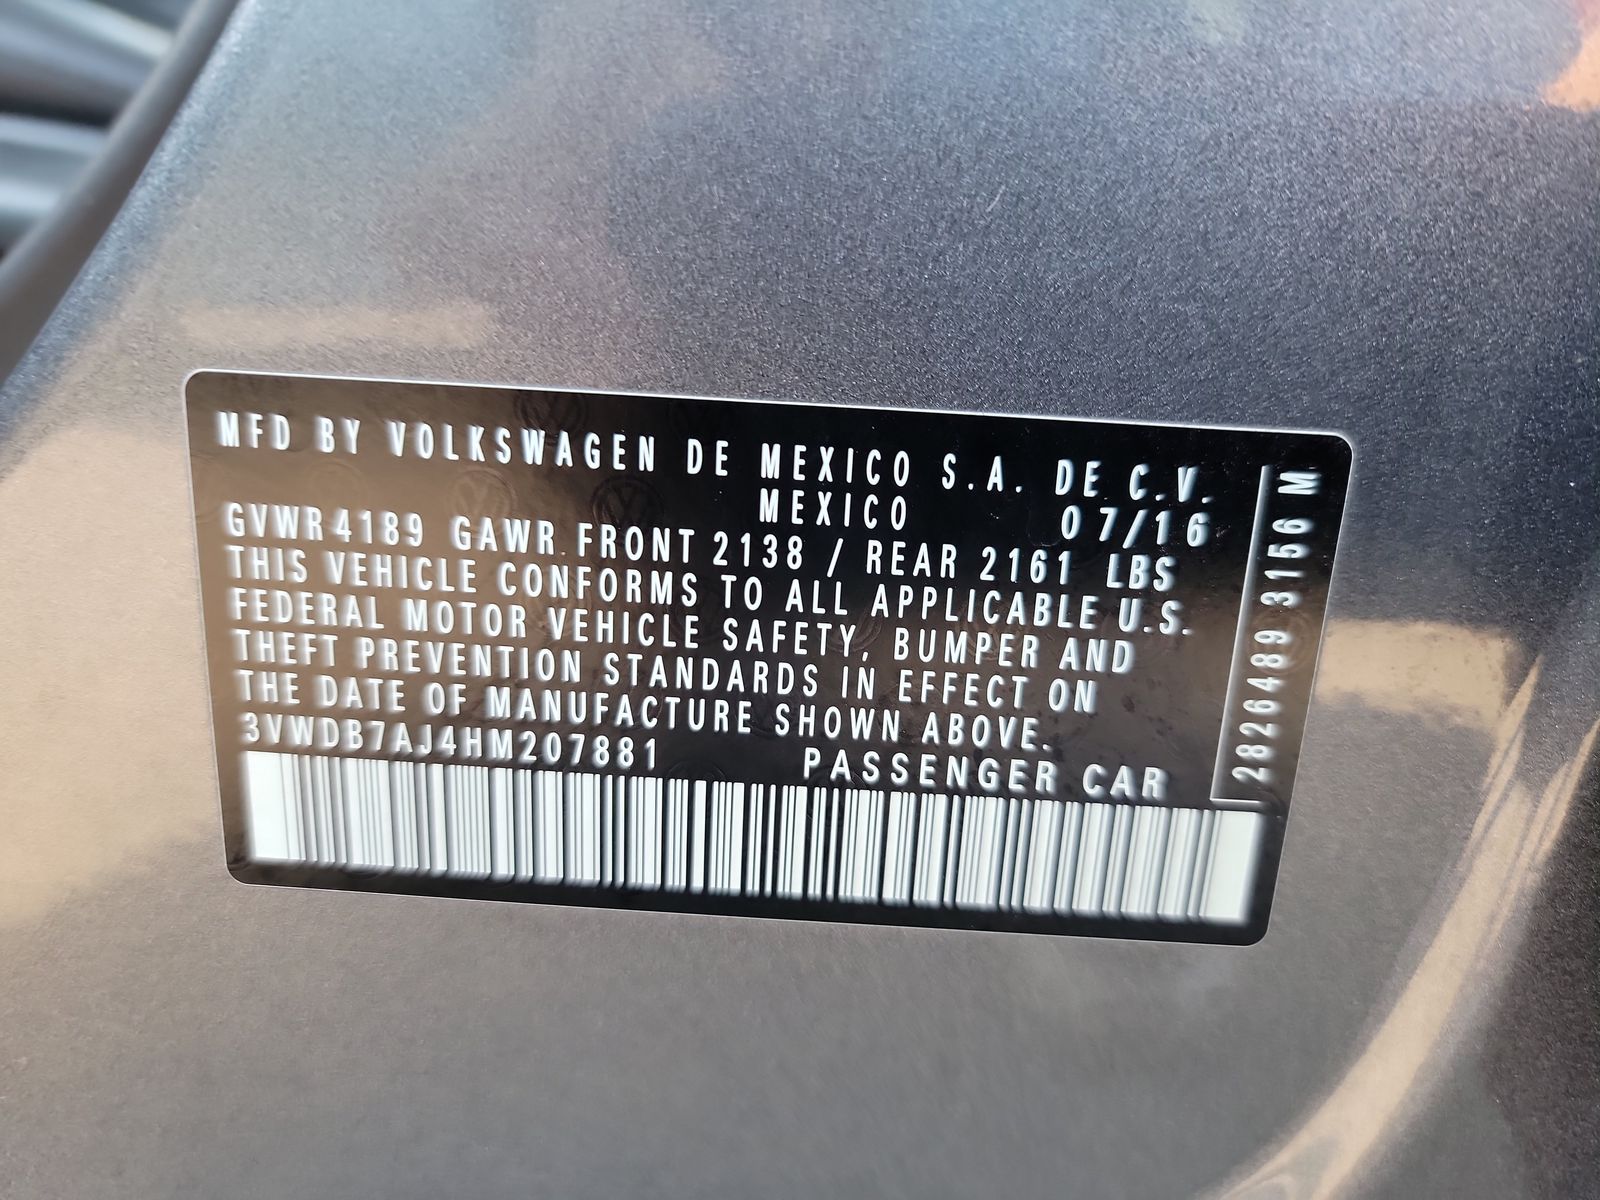 MFD BY VOLKSWAGEN DE MEXICO S.A. DE C.V.
MEXICO 07/16
GVWR 4189 GAWR FRONT 2138 / REAR 2161 LBS
THIS VEHICLE CONFORMS TO ALL APPLICABLE U.S.
FEDERAL MOTOR VEHICLE SAFETY, BUMPER AND
THEFT PREVENTION STANDARDS IN EFFECT ON
THE DATE OF MANUFACTURE SHOWN ABOVE.
3VWDB7AJ4HM207881 PASSENGER CAR
2826489 3156 M